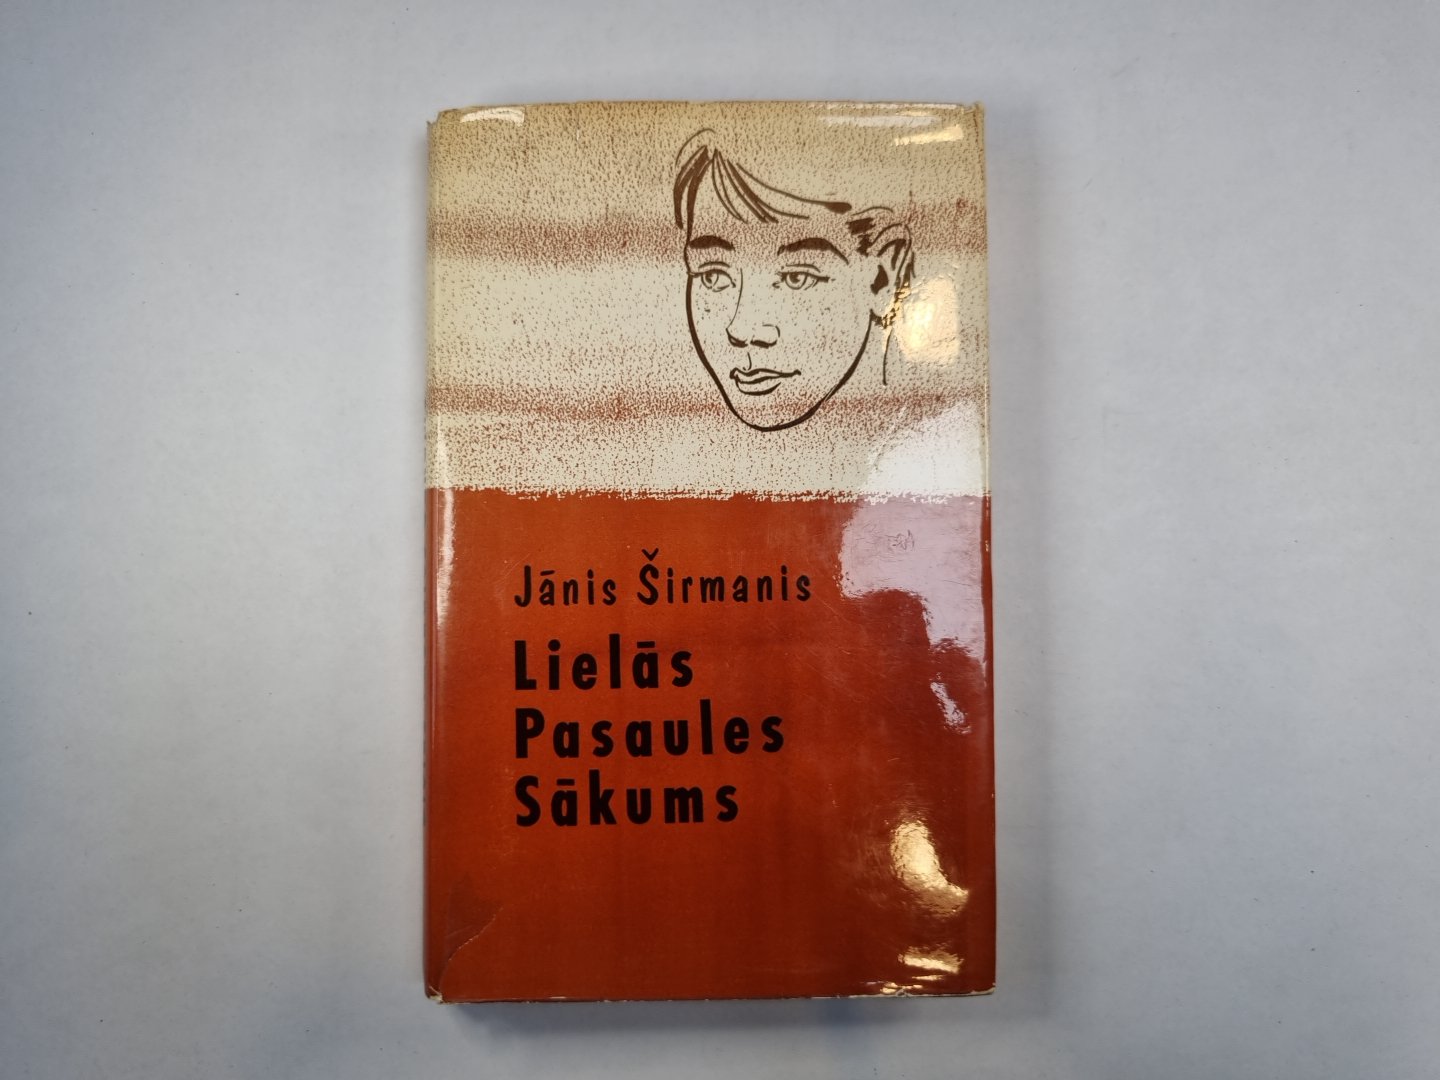 Jānis Širmanis
Lielās
Pasaules
Sākums